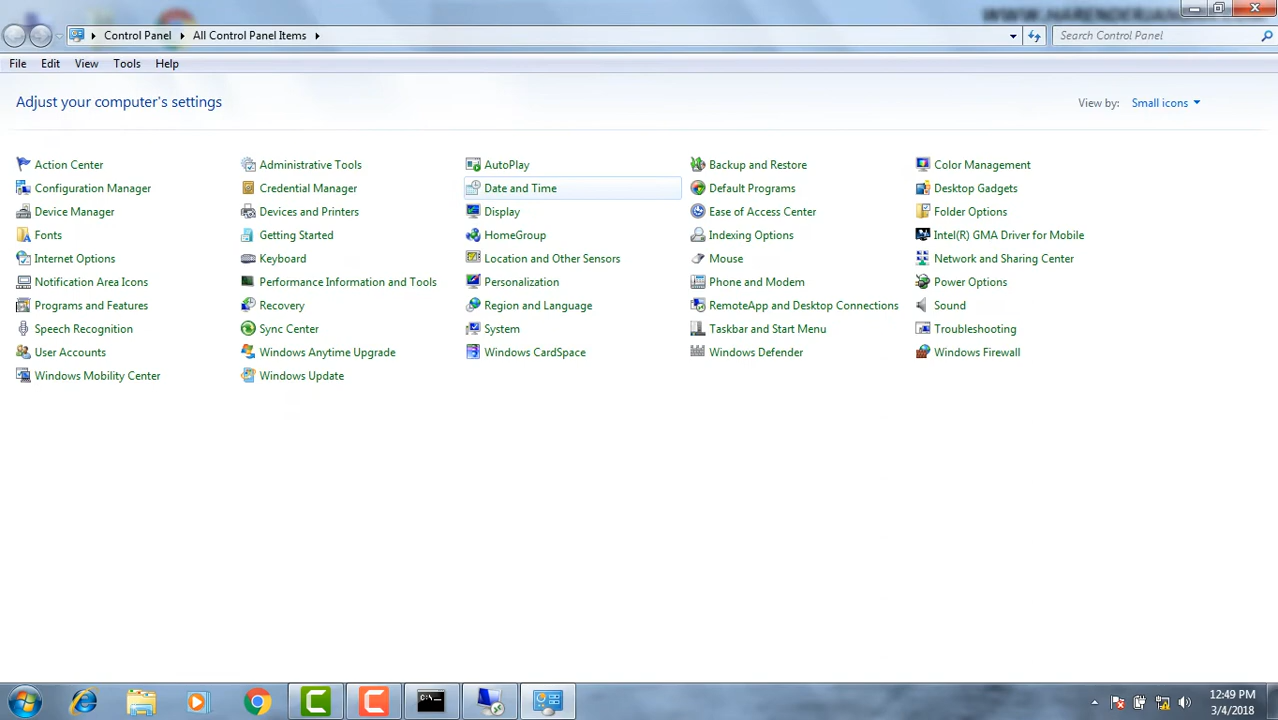 Control Panel All Control Panel Items
Search Control Panel
File Edit View Tools Help
Adjust your computer's settings
View by: Small icons
Action Center Administrative Tools AutoPlay Backup and Restore Color Management
Configuration Manager Credential Manager Date and Time Default Programs Desktop Gadgets
Device Manager Devices and Printers Display Ease of Access Center Folder Options
Fonts Getting Started HomeGroup Indexing Options Intel(R) GMA Driver for Mobile
Internet Options Keyboard Location and Other Sensors Mouse Network and Sharing Center
Notification Area Icons Performance Information and Tools Personalization Phone and Modem Power Options
Programs and Features Recovery Region and Language RemoteApp and Desktop Connections Sound
Speech Recognition Sync Center System Taskbar and Start Menu Troubleshooting
User Accounts Windows Anytime Upgrade Windows CardSpace Windows Defender Windows Firewall
Windows Mobility Center Windows Update
C:\
12:49 PM
3/4/2018